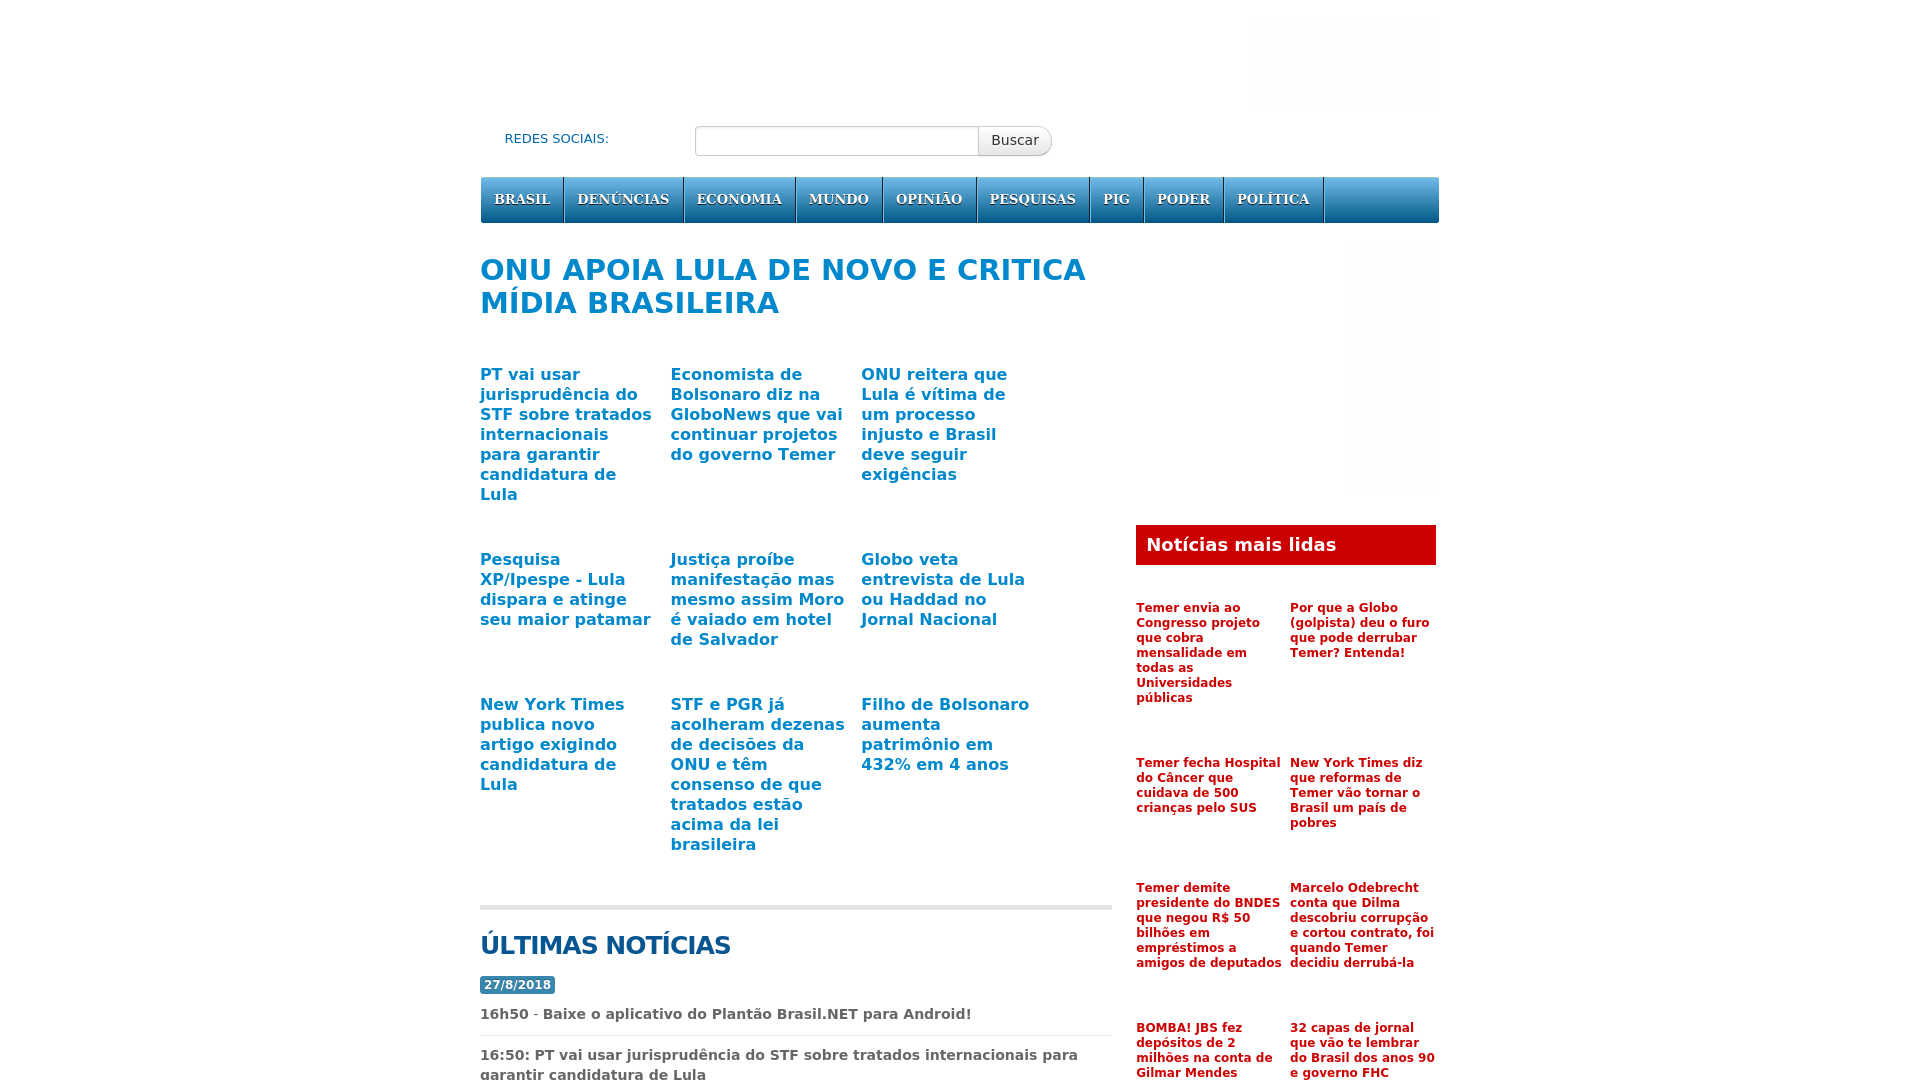 REDES SOCIAIS:
Buscar
BRASIL
DENÚNCIAS
ECONOMIA
MUNDO
OPINIÃO
PESQUISAS
PIG
PODER
POLÍTICA
ONU APOIA LULA DE NOVO E CRITICA
MÍDIA BRASILEIRA
PT vai usar
jurisprudência do
STF sobre tratados
internacionais
para garantir
candidatura de
Lula
Economista de
Bolsonaro diz na
GloboNews que vai
continuar projetos
do governo Temer
ONU reitera que
Lula é vítima de
um processo
injusto e Brasil
deve seguir
exigências
Pesquisa
XP/Ipespe - Lula
dispara e atinge
seu maior patamar
Justiça proíbe
manifestação mas
mesmo assim Moro
é vaiado em hotel
de Salvador
Globo veta
entrevista de Lula
ou Haddad no
Jornal Nacional
New York Times
publica novo
artigo exigindo
candidatura de
Lula
STF e PGR já
acolheram dezenas
de decisões da
ONU e têm
consenso de que
tratados estão
acima da lei
brasileira
Filho de Bolsonaro
aumenta
patrimônio em
432% em 4 anos
ÚLTIMAS NOTÍCIAS
27/8/2018
16h50 - Baixe o aplicativo do Plantão Brasil.NET para Android!
16:50: PT vai usar jurisprudência do STF sobre tratados internacionais para
garantir candidatura de Lula
Notícias mais lidas
Temer envia ao
Congresso projeto
que cobra
mensalidade em
todas as
Universidades
públicas
Por que a Globo
(golpista) deu o furo
que pode derrubar
Temer? Entenda!
Temer fecha Hospital
do Câncer que
cuidava de 500
crianças pelo SUS
New York Times diz
que reformas de
Temer vão tornar o
Brasil um país de
pobres
Temer demite
presidente do BNDES
que negou R$ 50
bilhões em
empréstimos a
amigos de deputados
Marcelo Odebrecht
conta que Dilma
descobriu corrupção
e cortou contrato, foi
quando Temer
decidiu derrubá-la
BOMBA! JBS fez
depósitos de 2
milhões na conta de
Gilmar Mendes
32 capas de jornal
que vão te lembrar
do Brasil dos anos 90
e governo FHC